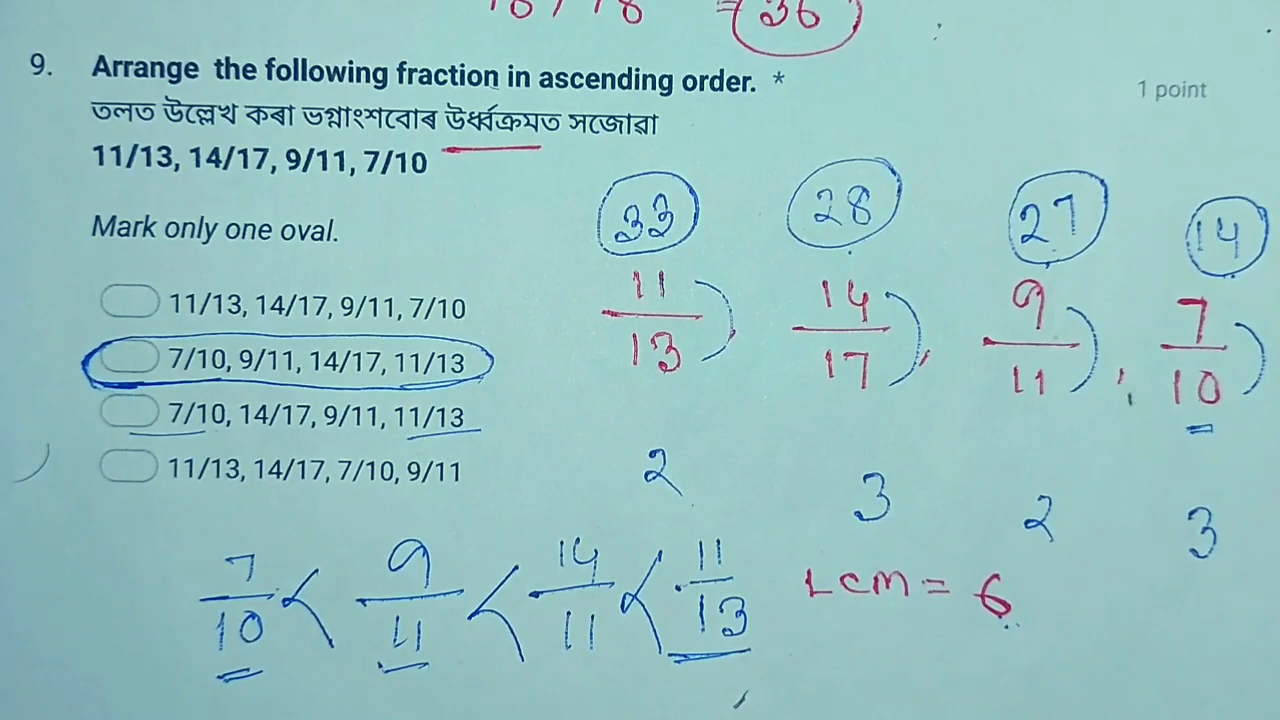 = 36
9. Arrange the following fraction in ascending order. *
1 point
তলত উল্লেখ কৰা ভগ্নাংশবোৰ উৰ্ধ্বক্ৰমত সজোৱা
11/13, 14/17, 9/11, 7/10
33 28 27 14
Mark only one oval.
11/13, 14/17, 9/11, 7/10
7/10, 9/11, 14/17, 11/13
7/10, 14/17, 9/11, 11/13
11/13, 14/17, 7/10, 9/11
11/13, 14/17, 9/11, 7/10
2 3 2 3
7/10 < 9/11 < 14/11 < 11/13
LCM = 6